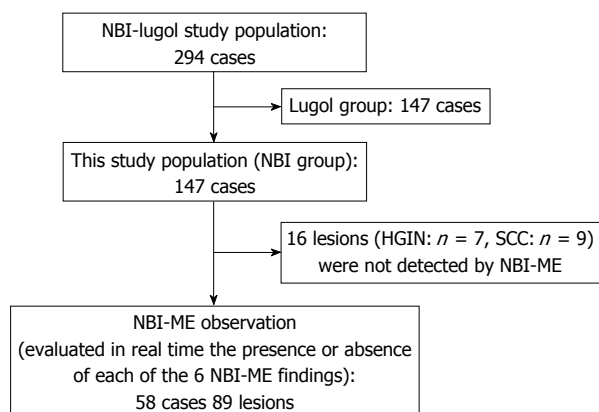 NBI-lugol study population:
294 cases
Lugol group: 147 cases
This study population (NBI group):
147 cases
16 lesions (HGIN: n = 7, SCC: n = 9)
were not detected by NBI-ME
NBI-ME observation
(evaluated in real time the presence or absence
of each of the 6 NBI-ME findings):
58 cases 89 lesions